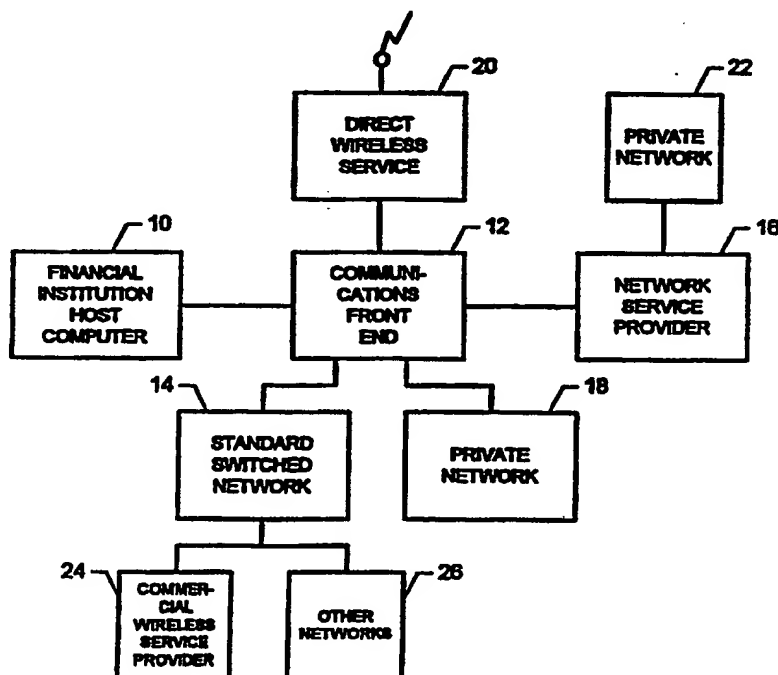 20
DIRECT
WIRELESS
SERVICE
22
PRIVATE
NETWORK
10
FINANCIAL
INSTITUTION
HOST
COMPUTER
12
COMMUNI-
CATIONS
FRONT
END
16
NETWORK
SERVICE
PROVIDER
14
STANDARD
SWITCHED
NETWORK
18
PRIVATE
NETWORK
24
COMMER-
CIAL
WIRELESS
SERVICE
PROVIDER
26
OTHER
NETWORKS